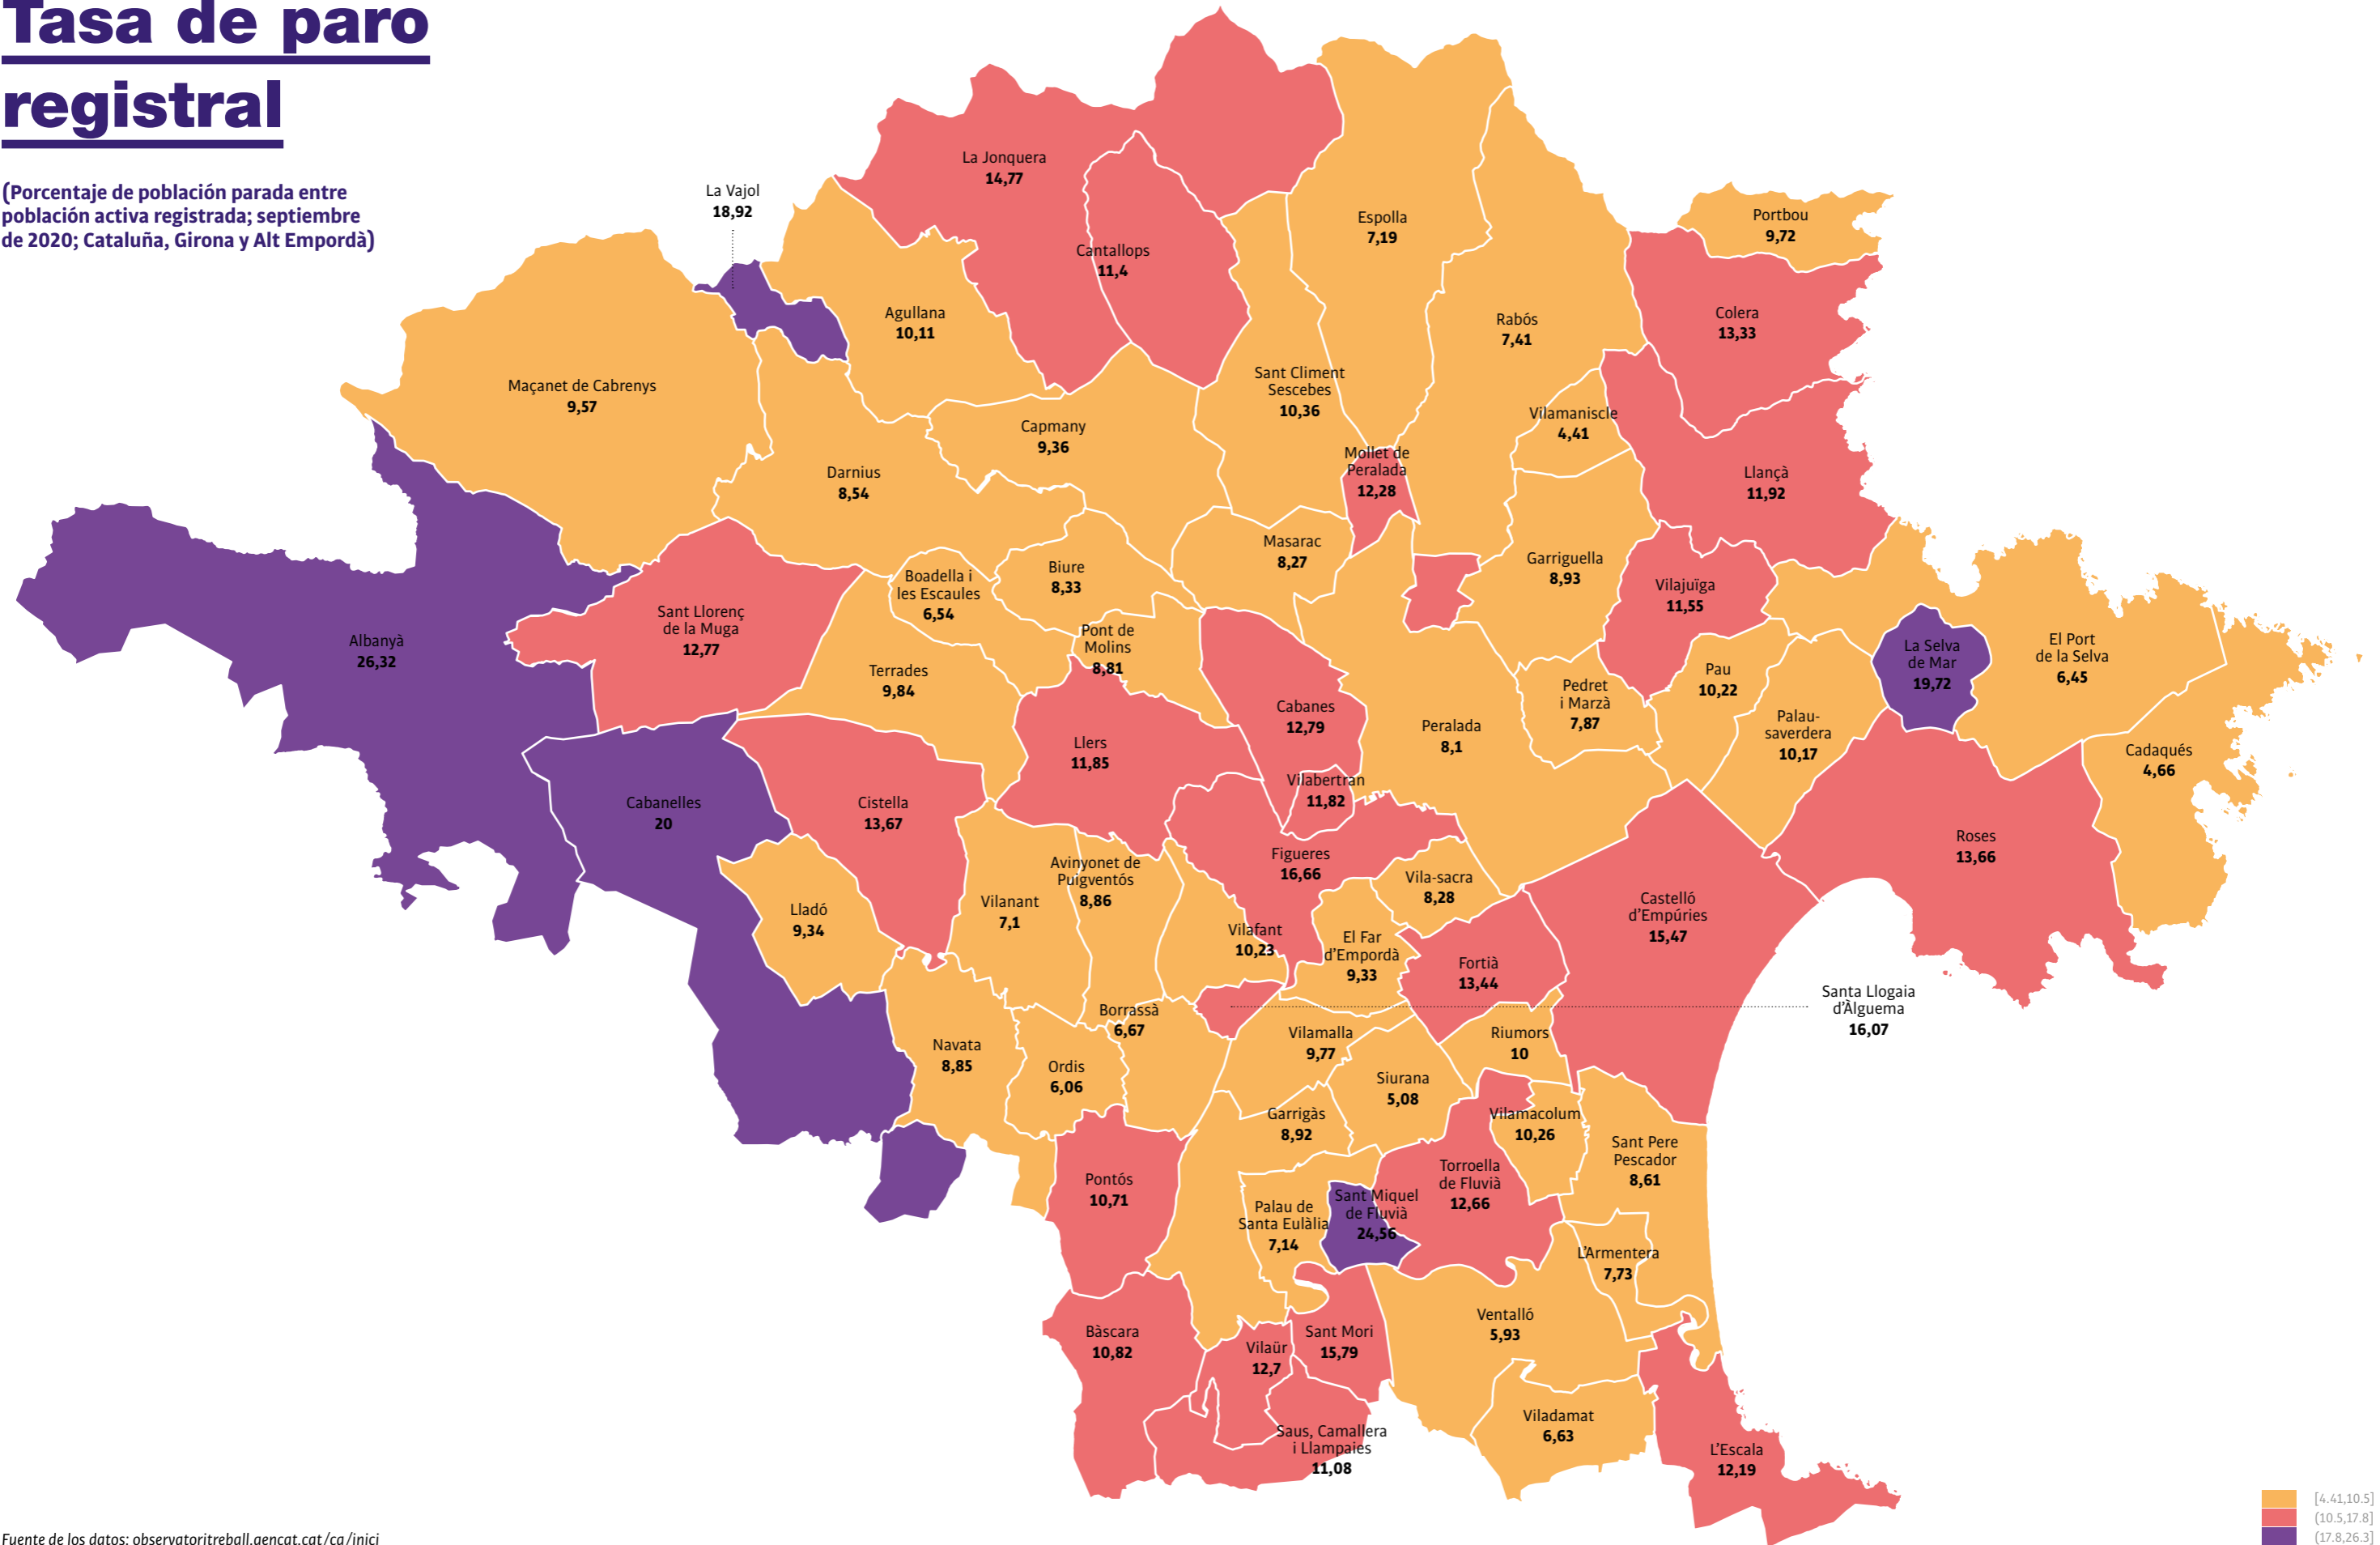 Tasa de paro
registral
(Porcentaje de población parada entre
población activa registrada; septiembre
de 2020; Cataluña, Girona y Alt Empordà)
La Jonquera
14,77
La Vajol
18,92
Cantallops
11,4
Espolla
7,19
Portbou
9,72
Agullana
10,11
Rabós
7,41
Colera
13,33
Maçanet de Cabrenys
9,57
Sant Climent
Sescebes
10,36
Vilamaniscle
4,41
Capmany
9,36
Darnius
8,54
Mollet de
Peralada
12,28
Llançà
11,92
Masarac
8,27
Garriguella
8,93
Boadella i
les Escaules
6,54
Biure
8,33
Vilajuïga
11,55
Sant Llorenç
de la Muga
12,77
Albanyà
26,32
Pont de
Molins
8,81
La Selva
de Mar
19,72
El Port
de la Selva
6,45
Terrades
9,84
Pau
10,22
Pedret
i Marzà
7,87
Cabanes
12,79
Peralada
8,1
Palau-
saverdera
10,17
Llers
11,85
Cadaqués
4,66
Vilabertran
11,82
Cabanelles
20
Cistella
13,67
Roses
13,66
Figueres
16,66
Avinyonet de
Puigventós
8,86
Vila-sacra
8,28
Vilanant
7,1
Lladó
9,34
Castelló
d’Empúries
15,47
Vilafant
10,23
El Far
d’Empordà
9,33
Fortià
13,44
Santa Llogaia
d’Àlguema
16,07
Borrassà
6,67
Vilamalla
9,77
Riumors
10
Navata
8,85
Ordis
6,06
Siurana
5,08
Garrigàs
8,92
Vilamacolum
10,26
Sant Pere
Pescador
8,61
Pontós
10,71
Torroella
de Fluvià
12,66
Sant Miquel
de Fluvià
24,56
Palau de
Santa Eulàlia
7,14
L’Armentera
7,73
Ventalló
5,93
Bàscara
10,82
Sant Mori
15,79
Vilaür
12,7
Viladamat
6,63
Saus, Camallera
i Llampaies
11,08
L’Escala
12,19
[4.41,10.5]
(10.5,17.8]
(17.8,26.3]
Fuente de los datos: observatoritreball.gencat.cat/ca/inici